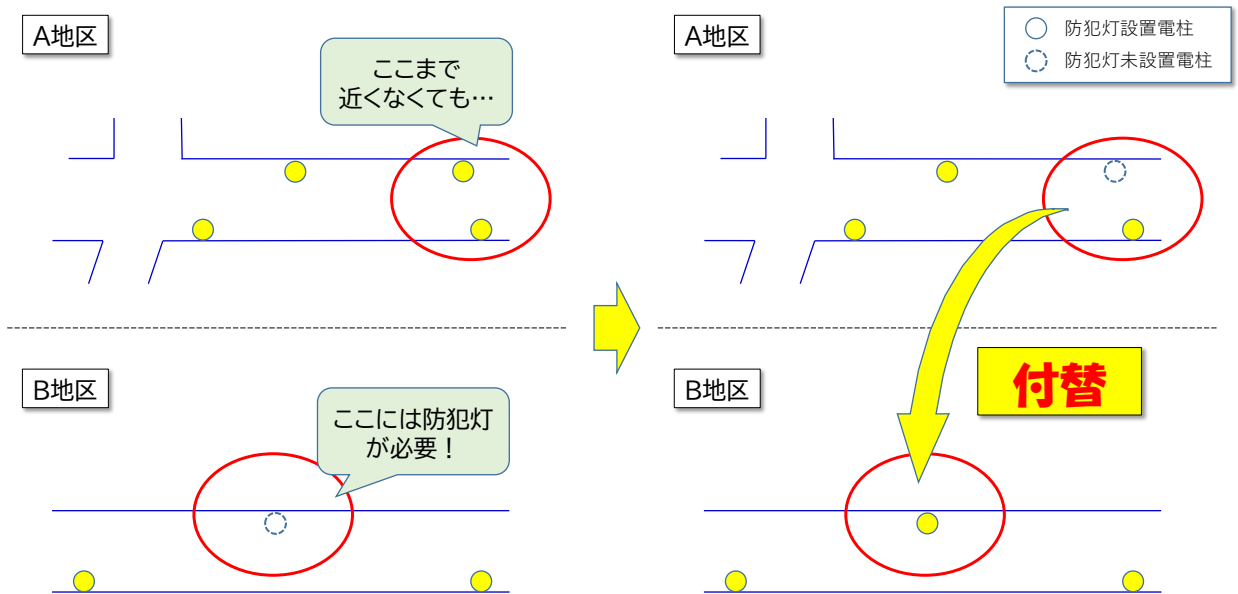 A地区
ここまで
近くなくても…
B地区
ここには防犯灯
が必要！
A地区
防犯灯設置電柱
防犯灯未設置電柱
付替
B地区